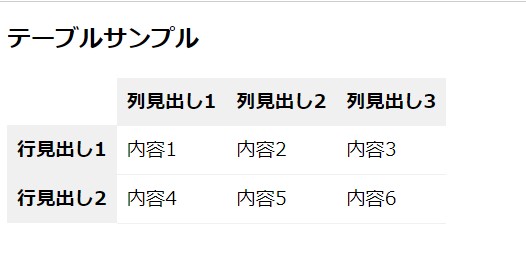 テーブルサンプル
列見出し1 列見出し2 列見出し3
行見出し1 内容1 内容2 内容3
行見出し2 内容4 内容5 内容6